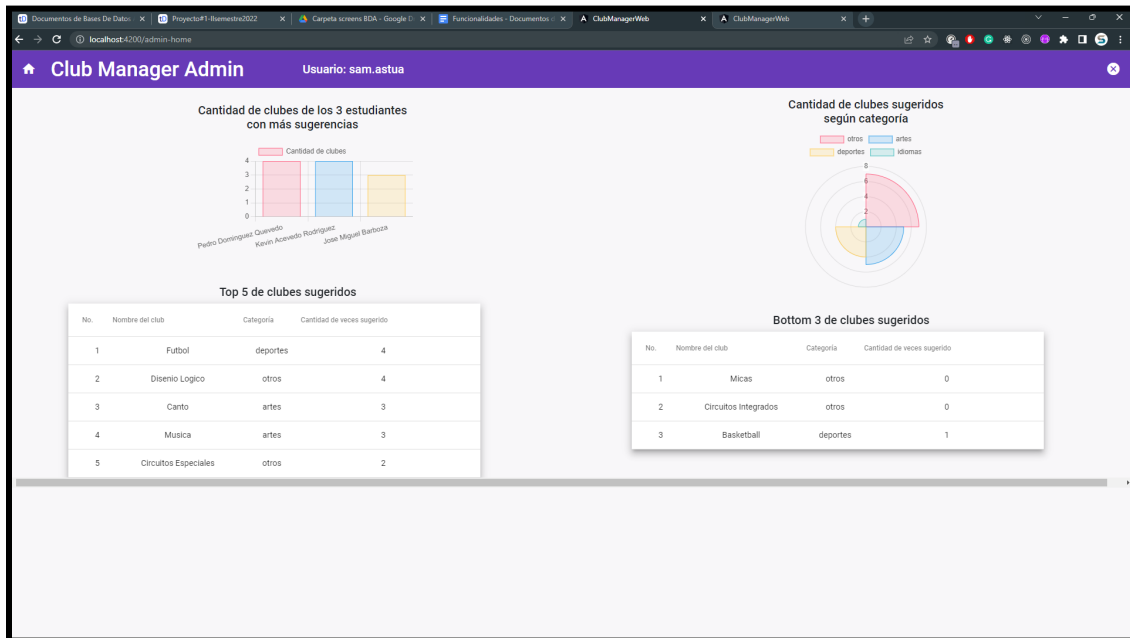 Documentos de Bases De Datos
Proyecto#1-IIsemestre2022
Carpeta screens BDA - Google D
Funcionalidades - Documentos d
ClubManagerWeb
ClubManagerWeb
localhost:4200/admin-home
Club Manager Admin
Usuario: sam.astua
Cantidad de clubes de los 3 estudiantes
con más sugerencias
Cantidad de clubes
4
3
2
1
0
Pedro Dominguez Quevedo
Kevin Acevedo Rodriguez
Jose Miguel Barboza
Cantidad de clubes sugeridos
según categoría
otros artes
deportes idiomas
8
6
4
2
Top 5 de clubes sugeridos
No. Nombre del club Categoría Cantidad de veces sugerido
1 Futbol deportes 4
2 Disenio Logico otros 4
3 Canto artes 3
4 Musica artes 3
5 Circuitos Especiales otros 2
Bottom 3 de clubes sugeridos
No. Nombre del club Categoría Cantidad de veces sugerido
1 Micas otros 0
2 Circuitos Integrados otros 0
3 Basketball deportes 1